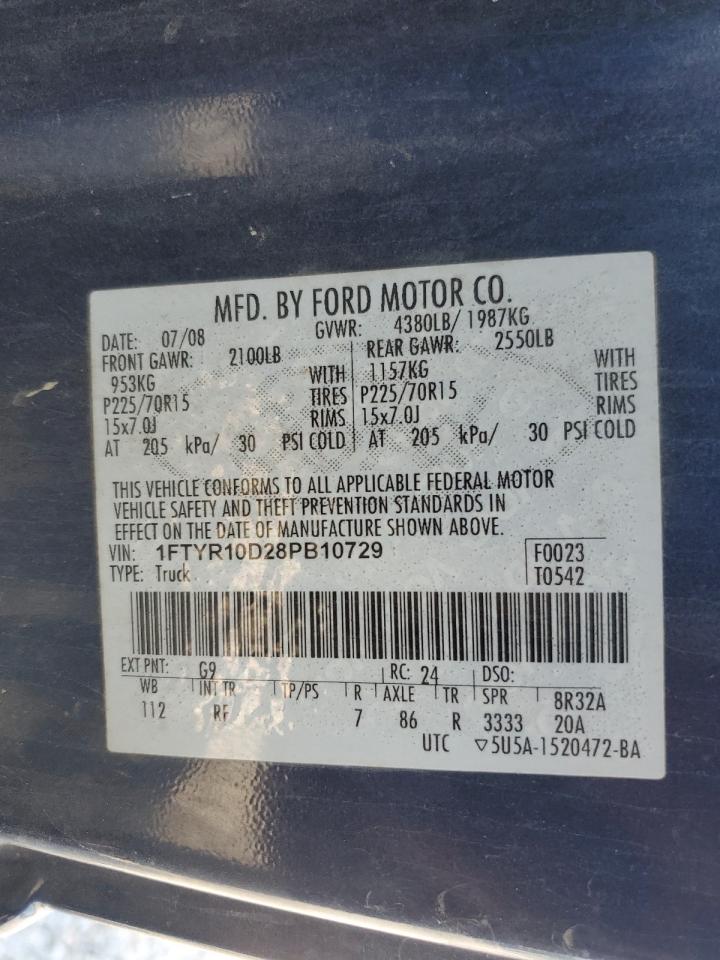 MFD. BY FORD MOTOR CO.
DATE: 07/08 GVWR: 4380LB/ 1987KG
FRONT GAWR: 2100LB REAR GAWR: 2550LB
953KG WITH 1157KG WITH
P225/70R15 TIRES P225/70R15 TIRES
15x7.0J RIMS 15x7.0J RIMS
AT 205 kPa/ 30 PSI COLD AT 205 kPa/ 30 PSI COLD
THIS VEHICLE CONFORMS TO ALL APPLICABLE FEDERAL MOTOR
VEHICLE SAFETY AND THEFT PREVENTION STANDARDS IN
EFFECT ON THE DATE OF MANUFACTURE SHOWN ABOVE.
VIN: 1FTYR10D28PB10729 F0023
TYPE: Truck T0542
EXT PNT: G9 RC: 24 DSO:
WB INT TR TP/PS R AXLE TR SPR 8R32A
112 RF 7 86 R 3333 20A
UTC ▽5U5A-1520472-BA